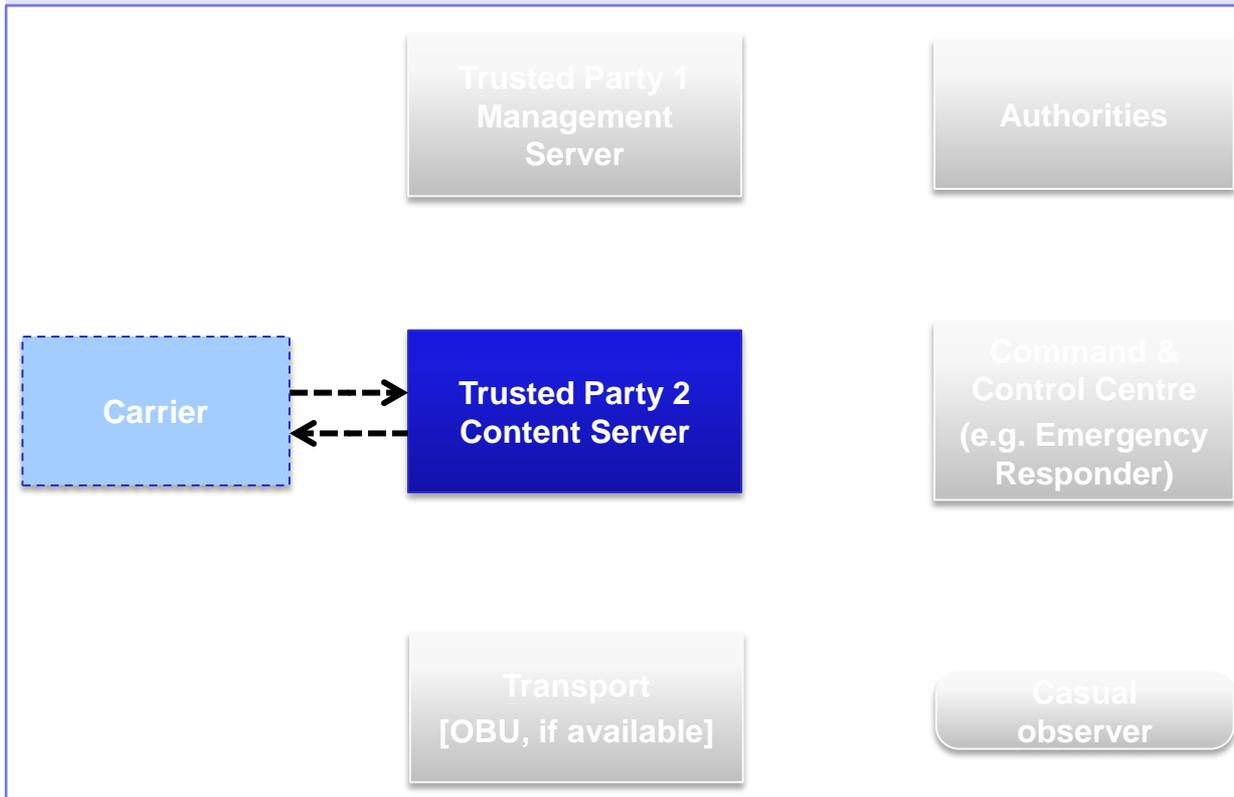 Trusted Party 1
Management
Server
Authorities
Carrier
Trusted Party 2
Content Server
Command &
Control Centre
(e.g. Emergency
Responder)
Transport
[OBU, if available]
Casual
observer